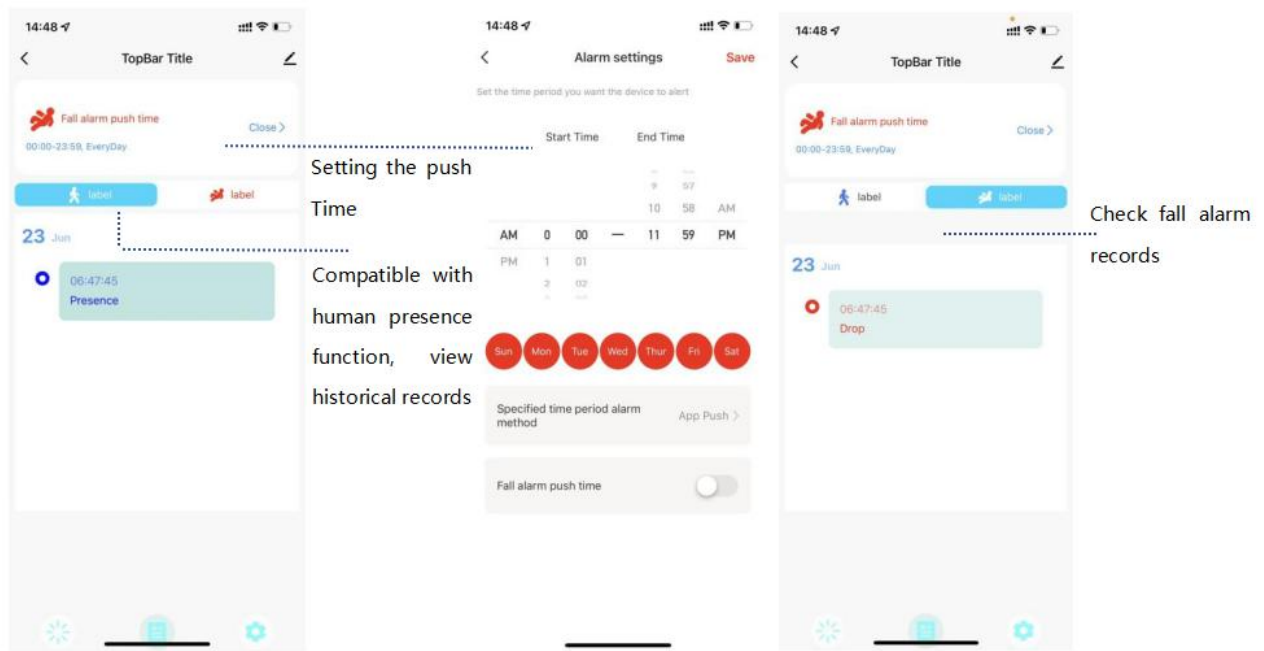 14:48
TopBar Title
Fall alarm push time
Close >
00:00-23:59, EveryDay
label
label
23 Jun
06:47:45
Presence
Setting the push
Time
Compatible with
human presence
function, view
historical records
14:48
Alarm settings
Save
Set the time period you want the device to alert
Start Time End Time
9 57
10 58 AM
AM 0 00 — 11 59 PM
PM 1 01
2 02
Sun Mon Tue Wed Thur Fri Sat
Specified time period alarm
method
App Push >
Fall alarm push time
14:48
TopBar Title
Fall alarm push time
Close >
00:00-23:59, EveryDay
label
label
23 Jun
06:47:45
Drop
Check fall alarm
records